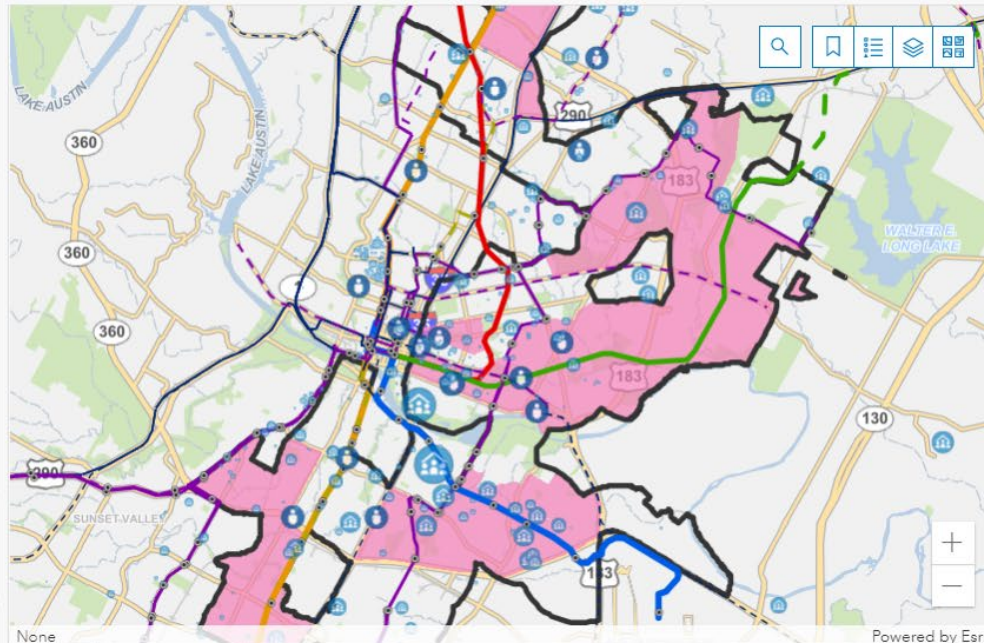 LAKE AUSTIN
LAKE AUSTIN
360
290
183
360
WALTER E.
LONG LAKE
360
183
130
290
SUNSET VALLEY
183
None
Powered by Esr